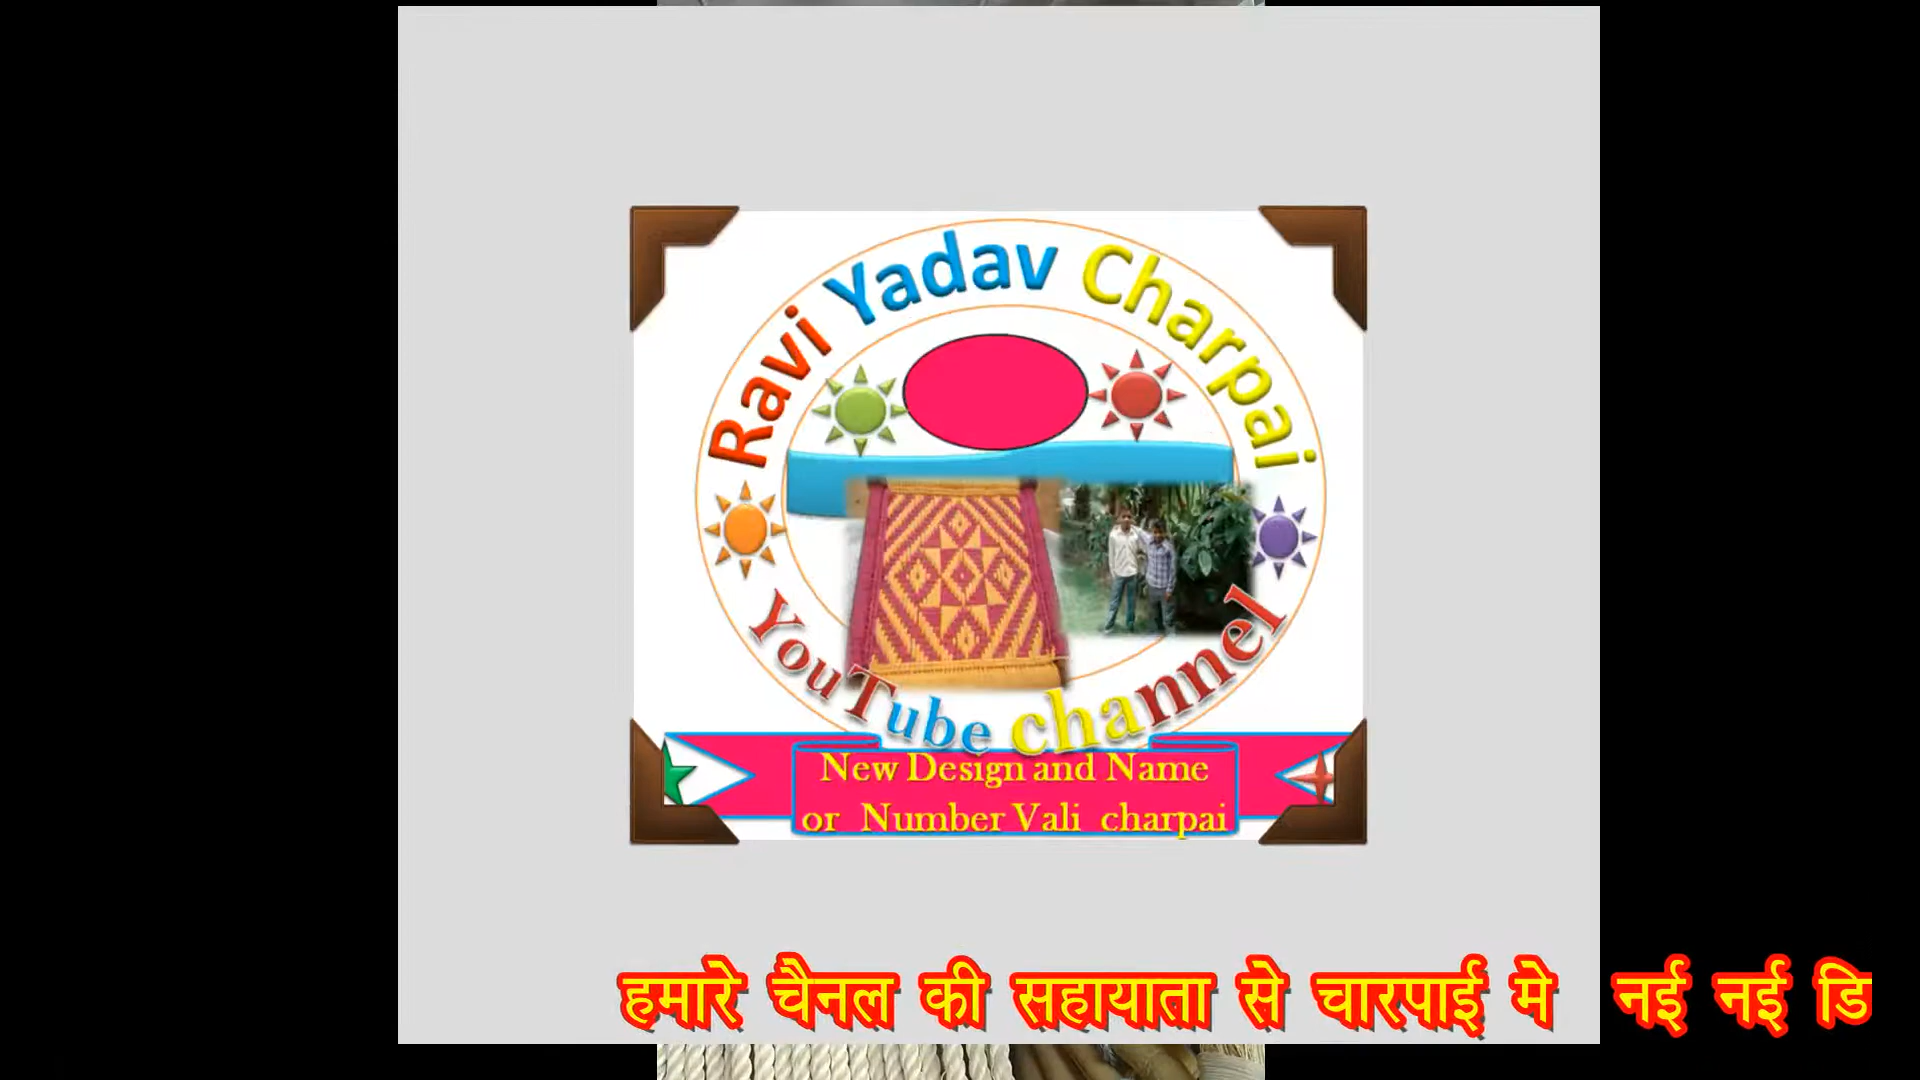 Ravi Yadav Charpai
YouTube channel
New Design and Name
or Number Vali charpai
हमारे चैनल की सहायाता से चारपाई मे नई नई डि